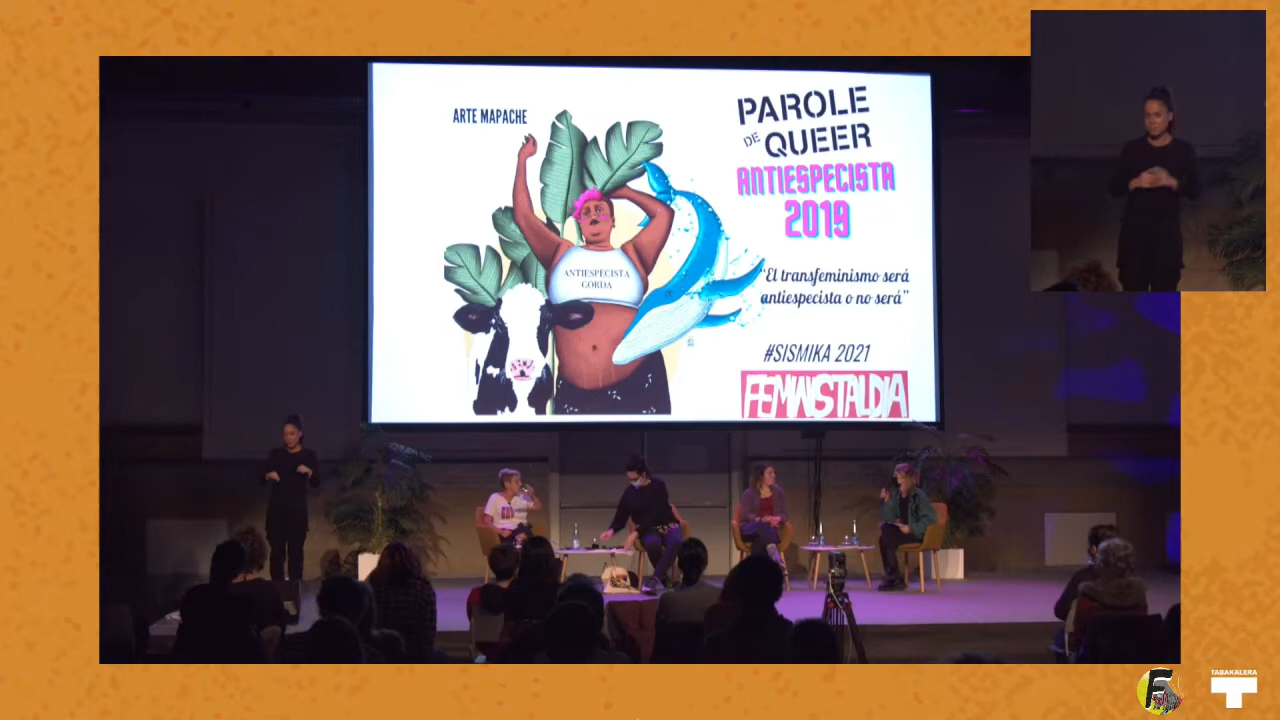 ARTE MAPACHE
PAROLE
DE QUEER
ANTIESPECISTA
2019
ANTIESPECISTA
GORDA
"El transfeminismo será
antiespecista o no será"
#SISMIKA 2021
FEMINISTALDIA
F
TABAKALERA
T